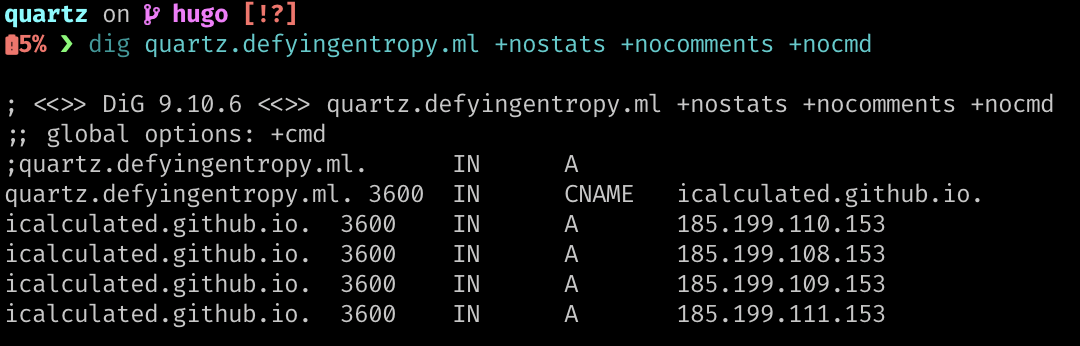 quartz on hugo [!?]
5% ❯ dig quartz.defyingentropy.ml +nostats +nocomments +nocmd
; <<>> DiG 9.10.6 <<>> quartz.defyingentropy.ml +nostats +nocomments +nocmd
;; global options: +cmd
;quartz.defyingentropy.ml. IN A
quartz.defyingentropy.ml. 3600 IN CNAME icalculated.github.io.
icalculated.github.io. 3600 IN A 185.199.110.153
icalculated.github.io. 3600 IN A 185.199.108.153
icalculated.github.io. 3600 IN A 185.199.109.153
icalculated.github.io. 3600 IN A 185.199.111.153